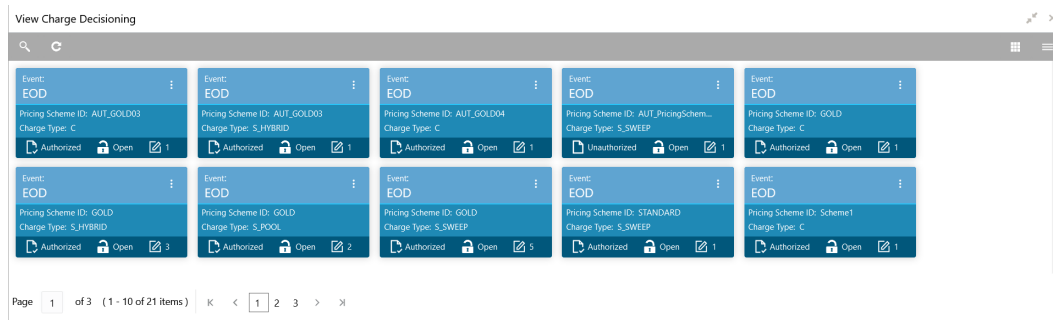 View Charge Decisioning
Event:
EOD
Pricing Scheme ID: AUT_GOLD03
Charge Type: C
Authorized Open 1
Event:
EOD
Pricing Scheme ID: AUT_GOLD03
Charge Type: S_HYBRID
Authorized Open 1
Event:
EOD
Pricing Scheme ID: AUT_GOLD04
Charge Type: C
Authorized Open 1
Event:
EOD
Pricing Scheme ID: AUT_PricingSchem...
Charge Type: S_SWEEP
Unauthorized Open 1
Event:
EOD
Pricing Scheme ID: GOLD
Charge Type: C
Authorized Open 1
Event:
EOD
Pricing Scheme ID: GOLD
Charge Type: S_HYBRID
Authorized Open 3
Event:
EOD
Pricing Scheme ID: GOLD
Charge Type: S_POOL
Authorized Open 2
Event:
EOD
Pricing Scheme ID: GOLD
Charge Type: S_SWEEP
Authorized Open 5
Event:
EOD
Pricing Scheme ID: STANDARD
Charge Type: S_SWEEP
Authorized Open 1
Event:
EOD
Pricing Scheme ID: Scheme1
Charge Type: C
Authorized Open 1
Page 1 of 3 ( 1 - 10 of 21 items ) 1 2 3